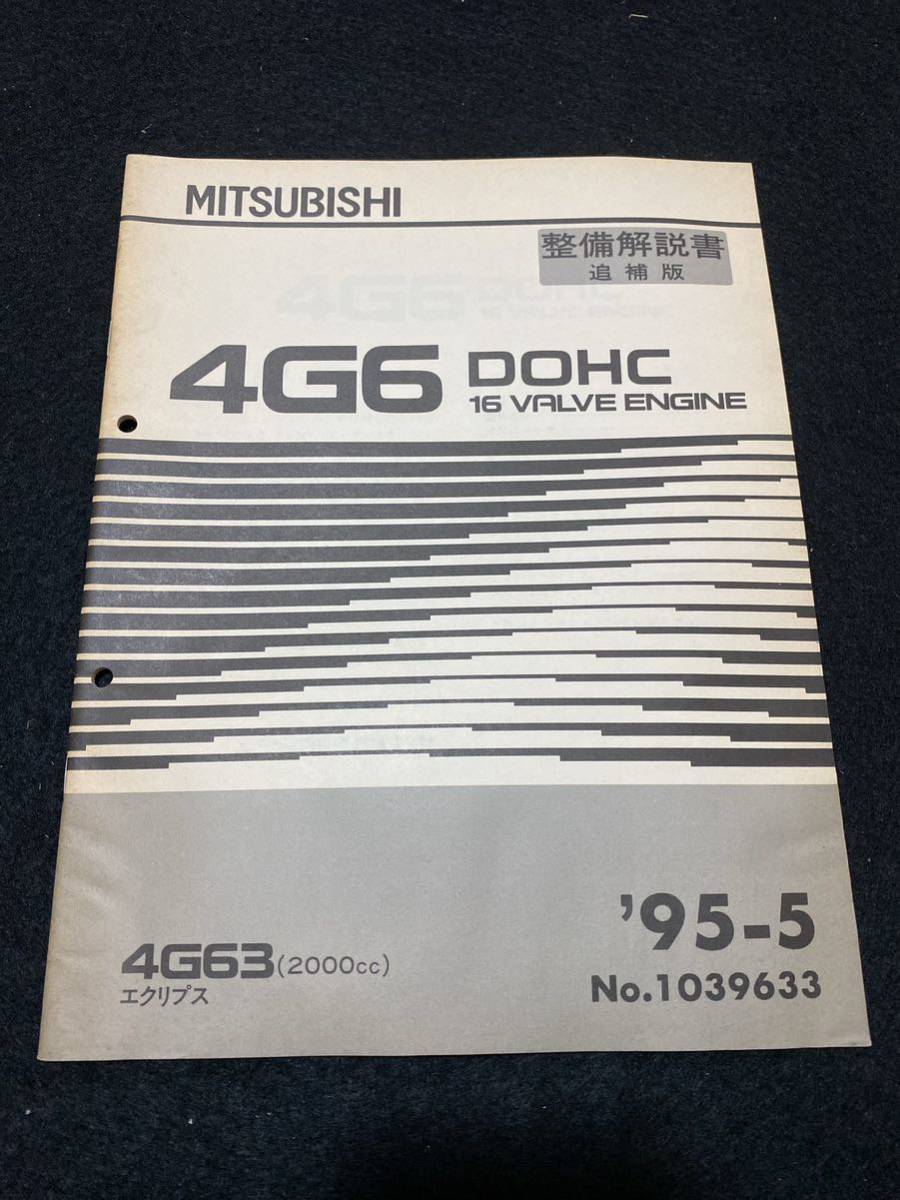 MITSUBISHI
整備解説書
追補版
4G6 DOHC
16 VALVE ENGINE
'95-5
4G63(2000cc)
エクリプス
No.1039633